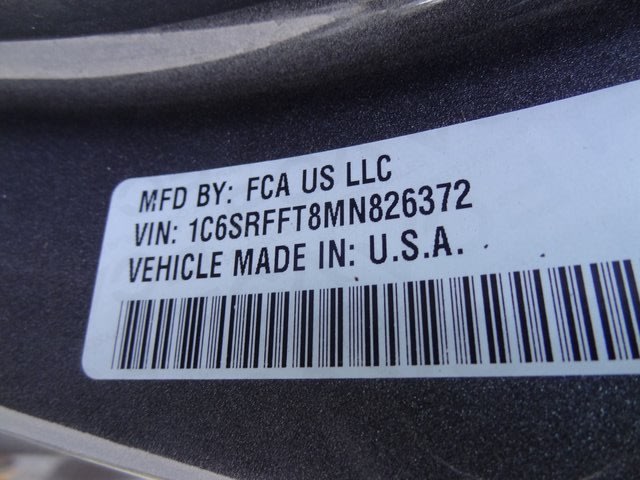 MFD BY: FCA US LLC
VIN: 1C6SRFFT8MN826372
VEHICLE MADE IN: U.S.A.